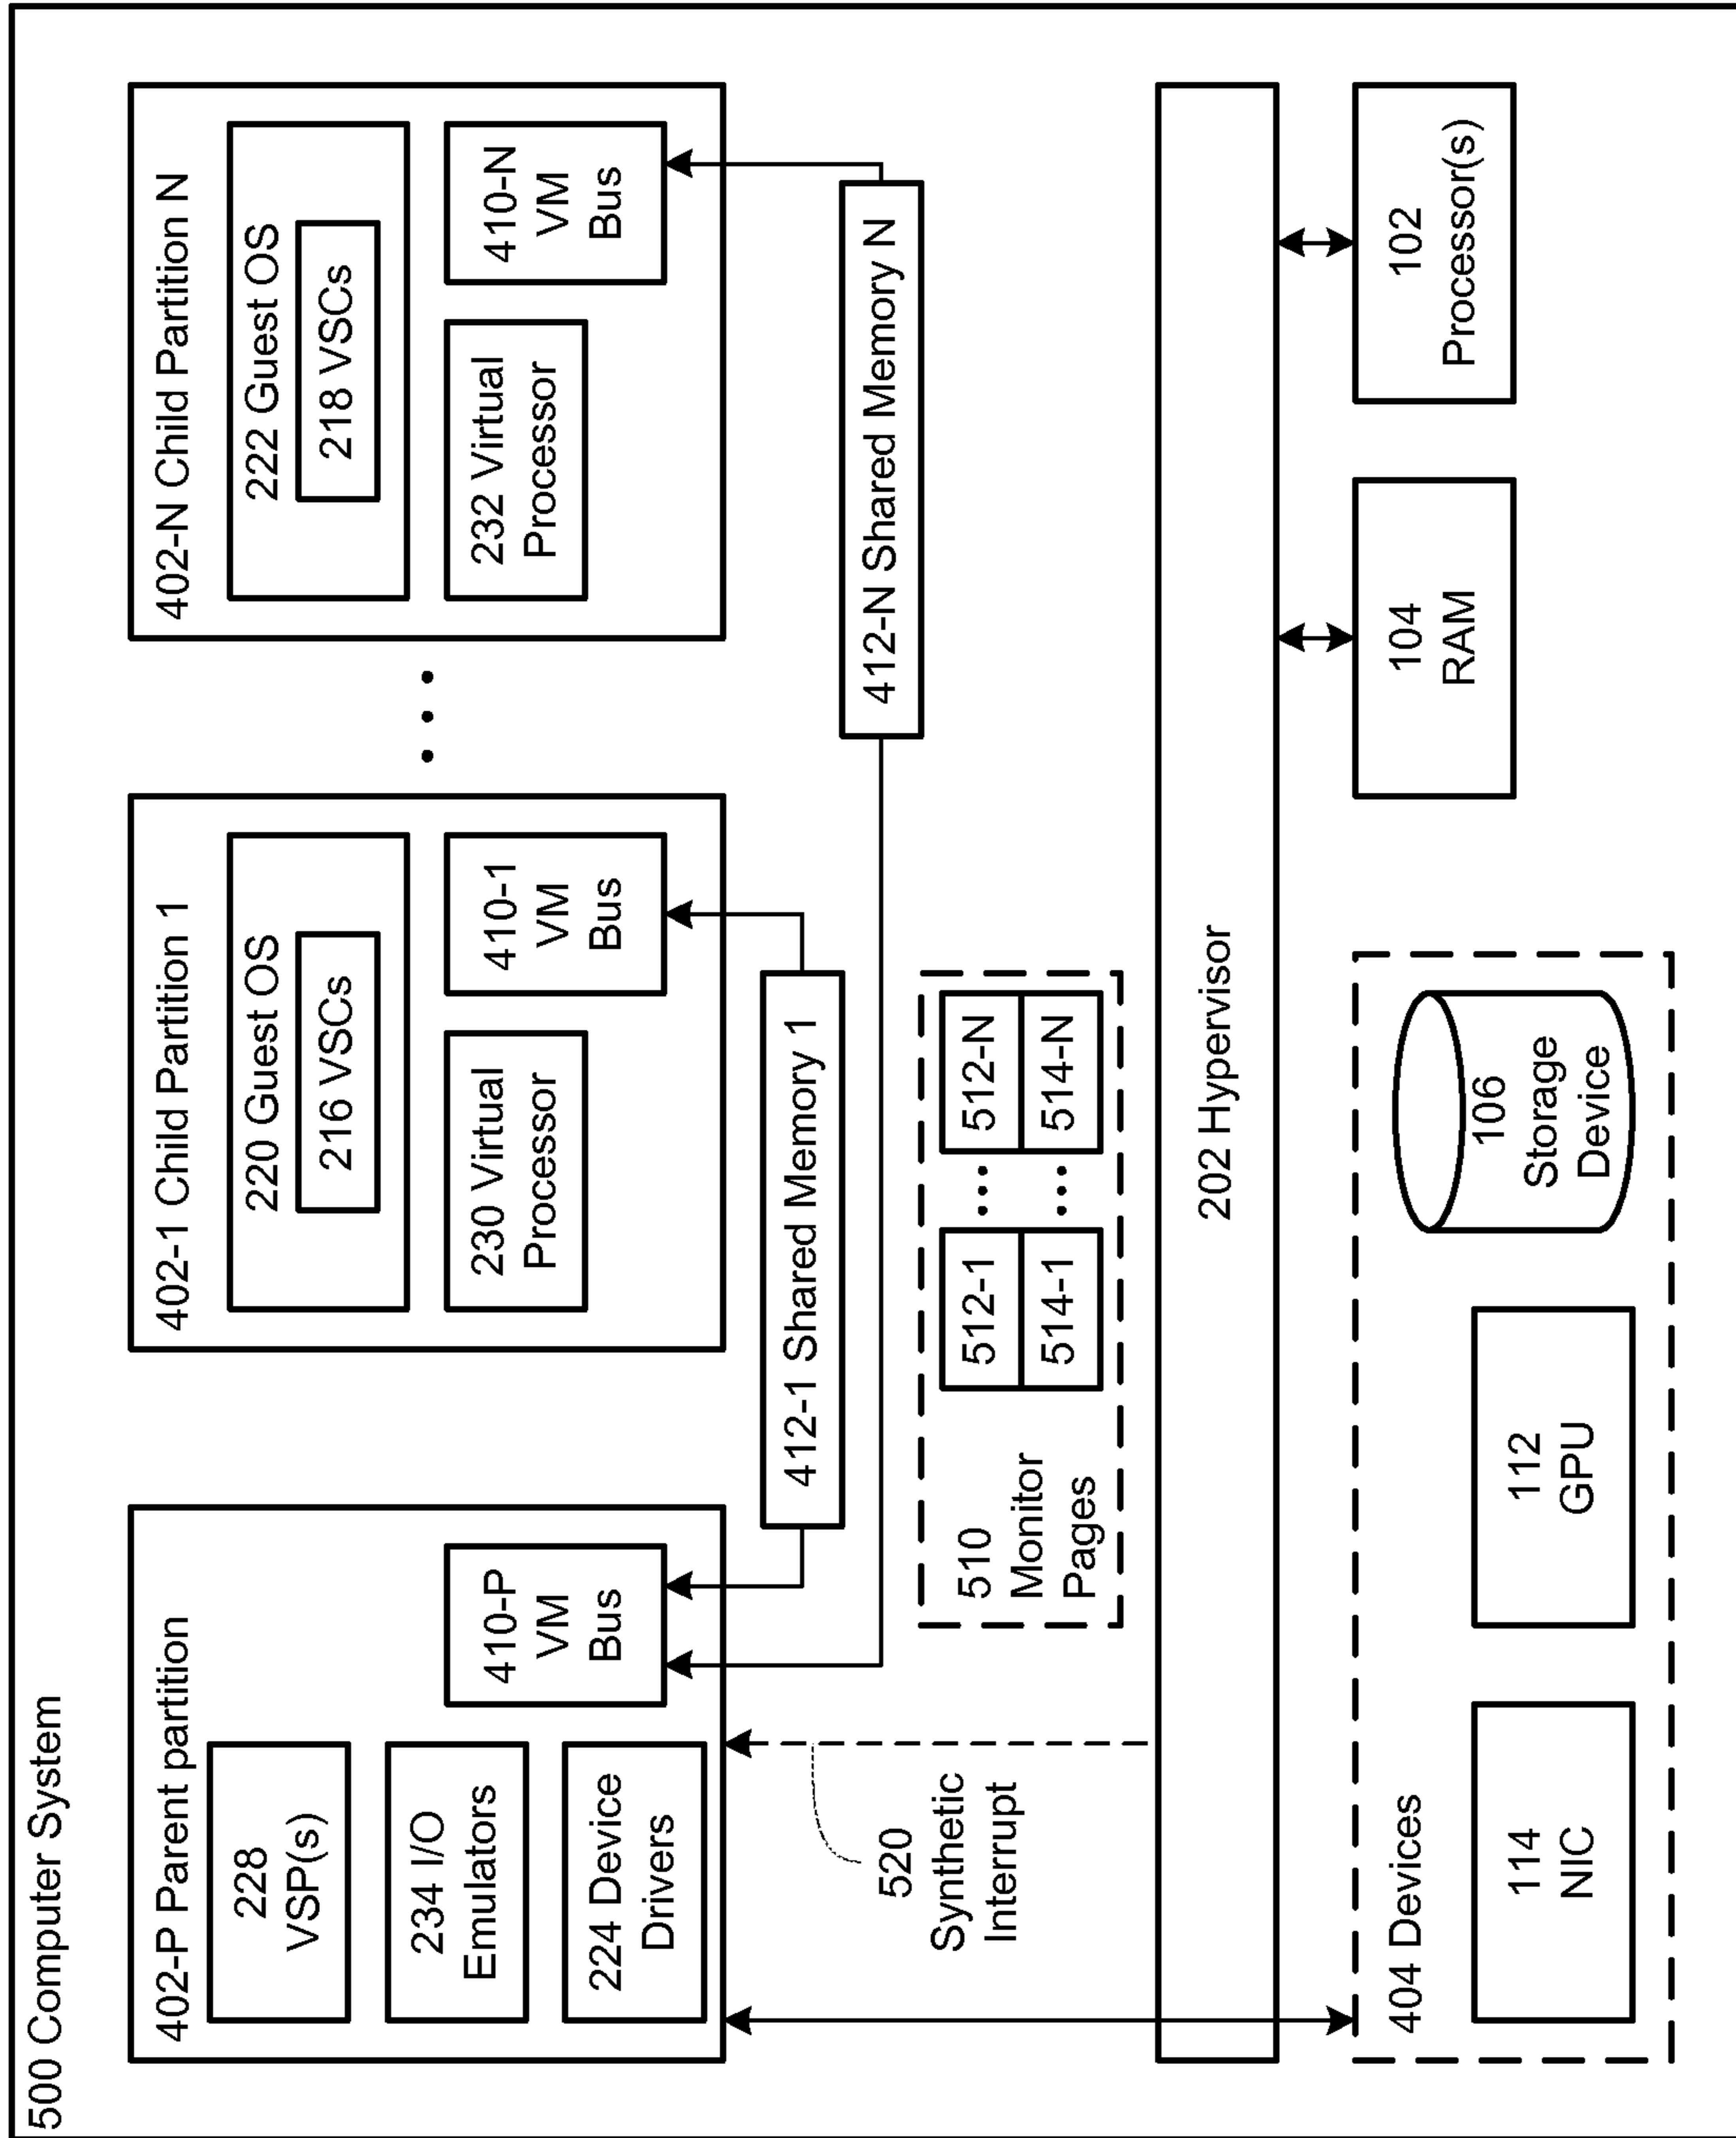 500 Computer System
402-P Parent partition
228
VSP(s)
234 I/O
Emulators
224 Device
Drivers
410-P
VM
Bus
402-1 Child Partition 1
220 Guest OS
216 VSCs
230 Virtual
Processor
410-1
VM
Bus
• • •
402-N Child Partition N
222 Guest OS
218 VSCs
232 Virtual
Processor
410-N
VM
Bus
412-1 Shared Memory 1
412-N Shared Memory N
520
Synthetic
Interrupt
510
Monitor
Pages
512-1 ••• 512-N
514-1 ••• 514-N
202 Hypervisor
404 Devices
114
NIC
112
GPU
106
Storage
Device
104
RAM
102
Processor(s)